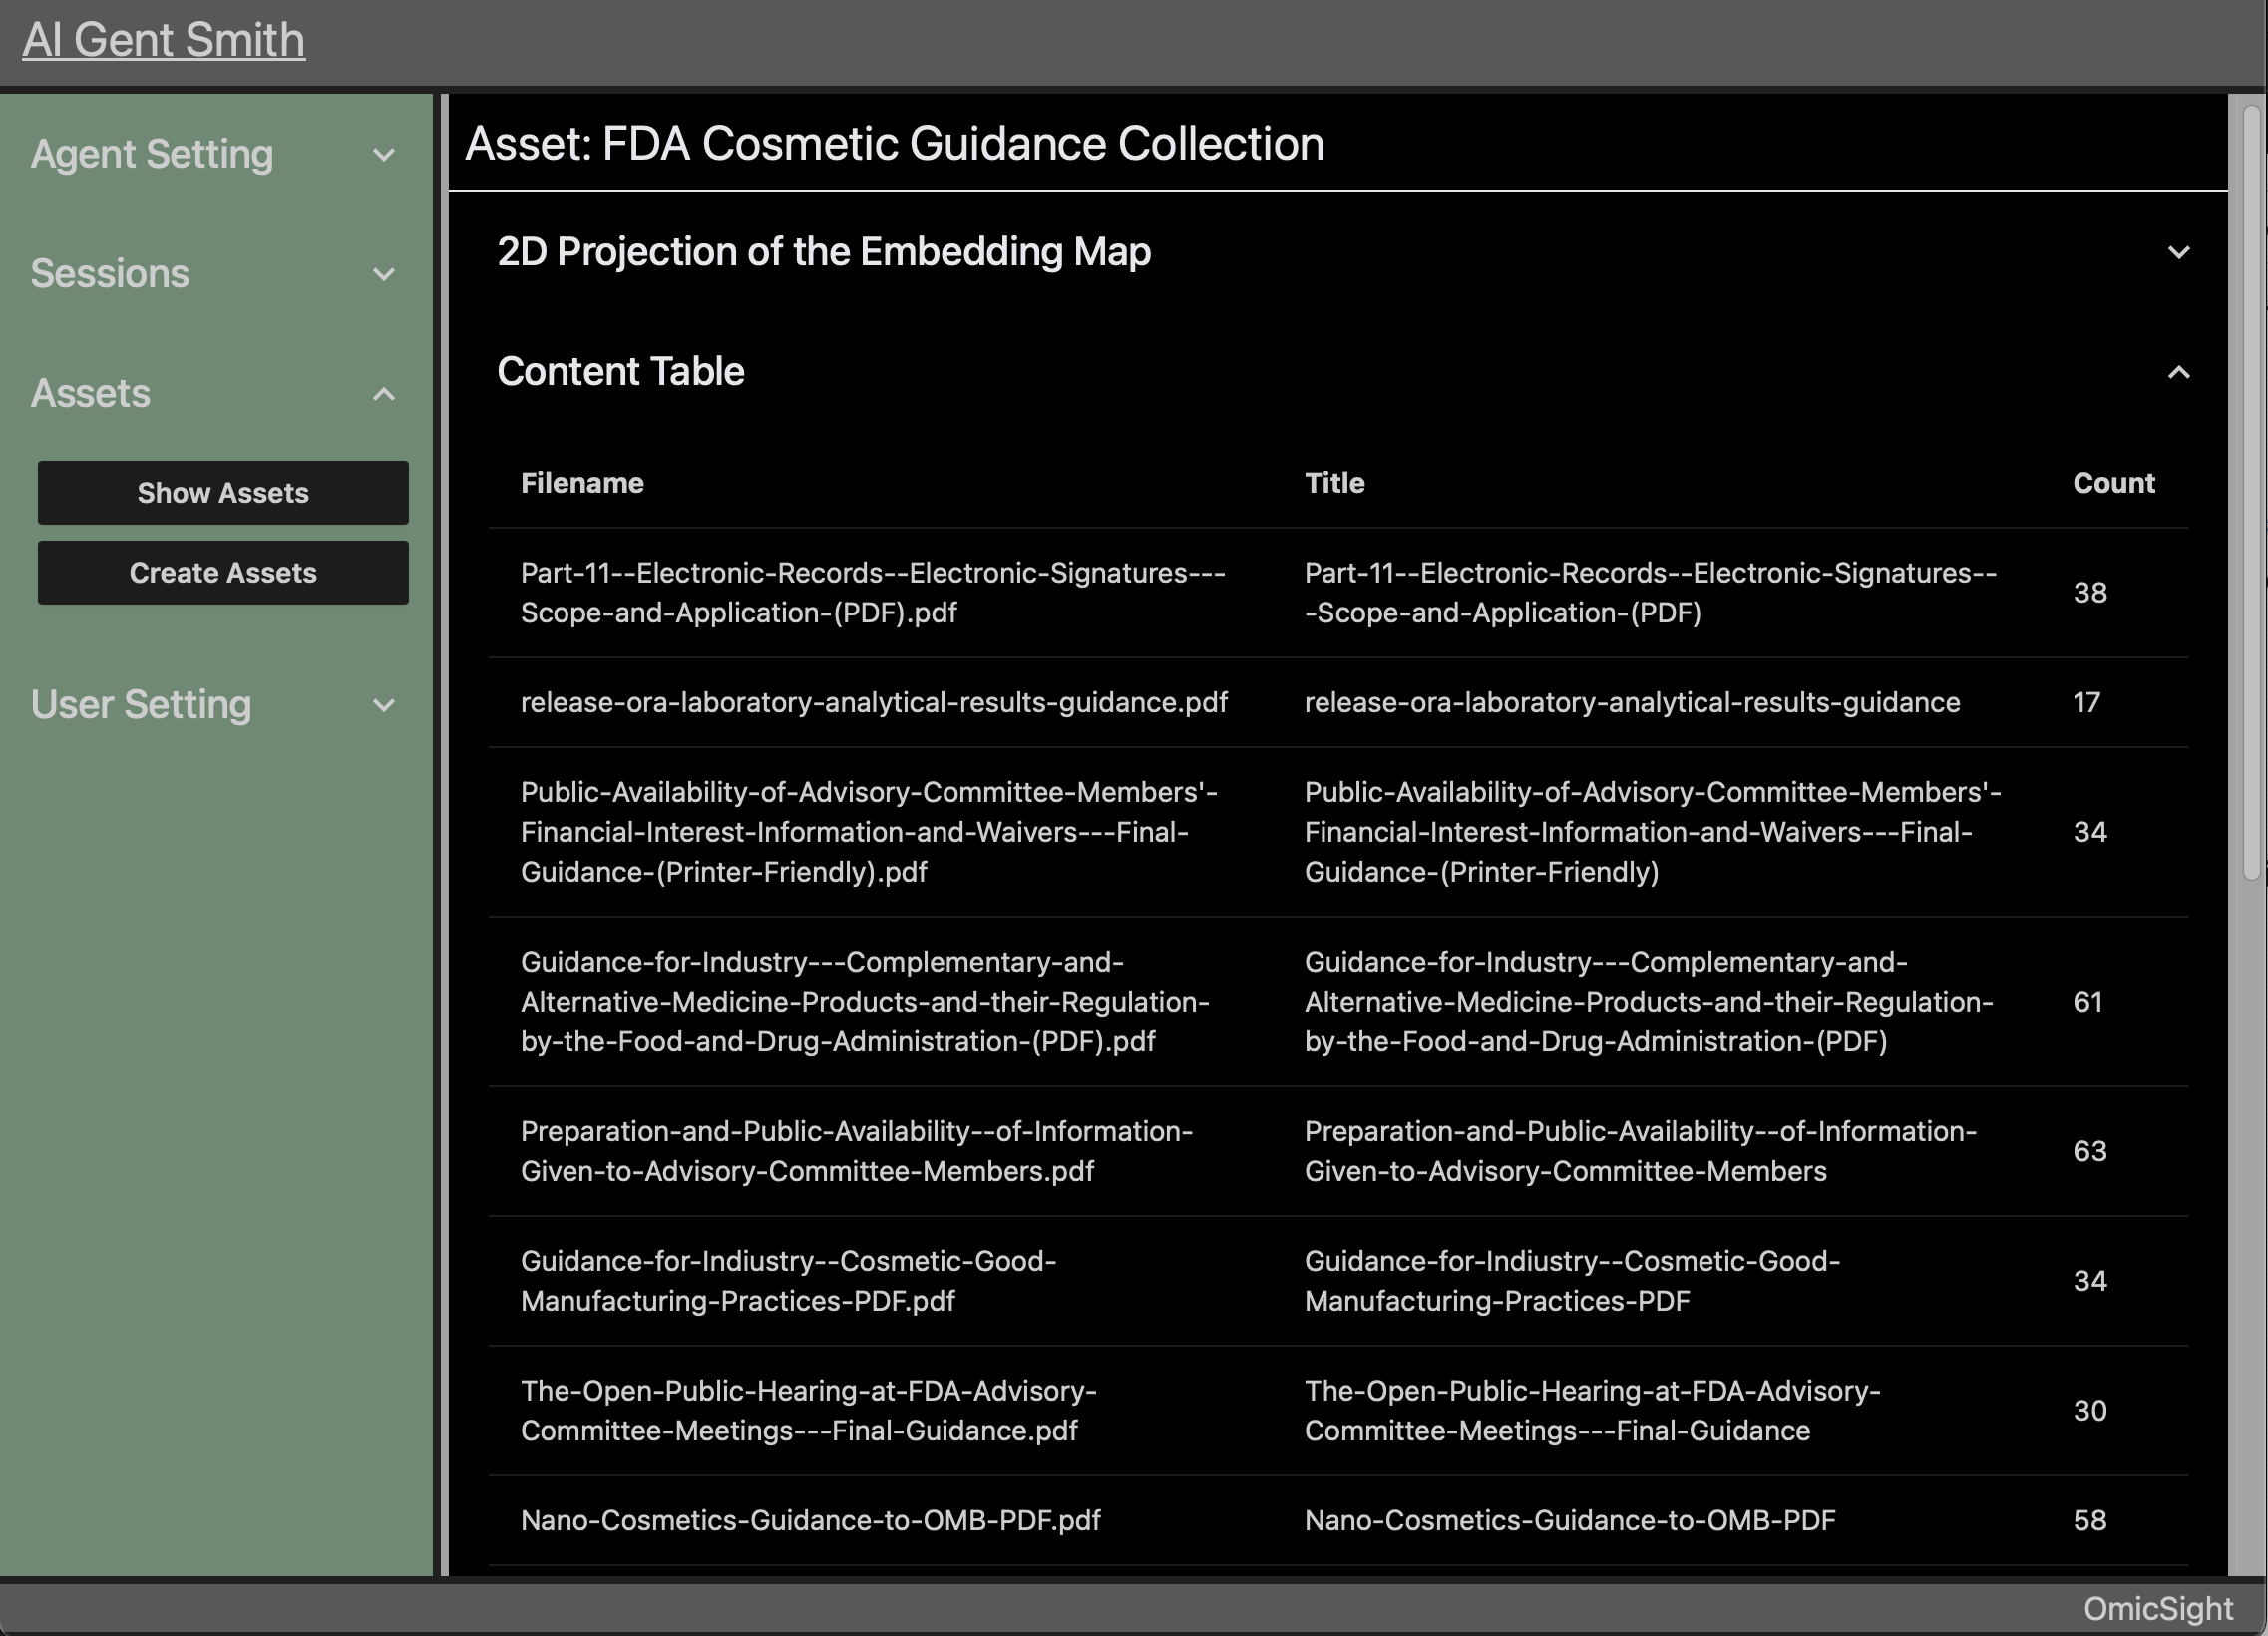 AI Gent Smith
Agent Setting
Sessions
Assets
Show Assets
Create Assets
User Setting
Asset: FDA Cosmetic Guidance Collection
2D Projection of the Embedding Map
Content Table
Filename Title Count
Part-11--Electronic-Records--Electronic-Signatures---
Scope-and-Application-(PDF).pdf
Part-11--Electronic-Records--Electronic-Signatures--
-Scope-and-Application-(PDF)
38
release-ora-laboratory-analytical-results-guidance.pdf
release-ora-laboratory-analytical-results-guidance
17
Public-Availability-of-Advisory-Committee-Members'-
Financial-Interest-Information-and-Waivers---Final-
Guidance-(Printer-Friendly).pdf
Public-Availability-of-Advisory-Committee-Members'-
Financial-Interest-Information-and-Waivers---Final-
Guidance-(Printer-Friendly)
34
Guidance-for-Industry---Complementary-and-
Alternative-Medicine-Products-and-their-Regulation-
by-the-Food-and-Drug-Administration-(PDF).pdf
Guidance-for-Industry---Complementary-and-
Alternative-Medicine-Products-and-their-Regulation-
by-the-Food-and-Drug-Administration-(PDF)
61
Preparation-and-Public-Availability--of-Information-
Given-to-Advisory-Committee-Members.pdf
Preparation-and-Public-Availability--of-Information-
Given-to-Advisory-Committee-Members
63
Guidance-for-Indiustry--Cosmetic-Good-
Manufacturing-Practices-PDF.pdf
Guidance-for-Indiustry--Cosmetic-Good-
Manufacturing-Practices-PDF
34
The-Open-Public-Hearing-at-FDA-Advisory-
Committee-Meetings---Final-Guidance.pdf
The-Open-Public-Hearing-at-FDA-Advisory-
Committee-Meetings---Final-Guidance
30
Nano-Cosmetics-Guidance-to-OMB-PDF.pdf
Nano-Cosmetics-Guidance-to-OMB-PDF
58
OmicSight